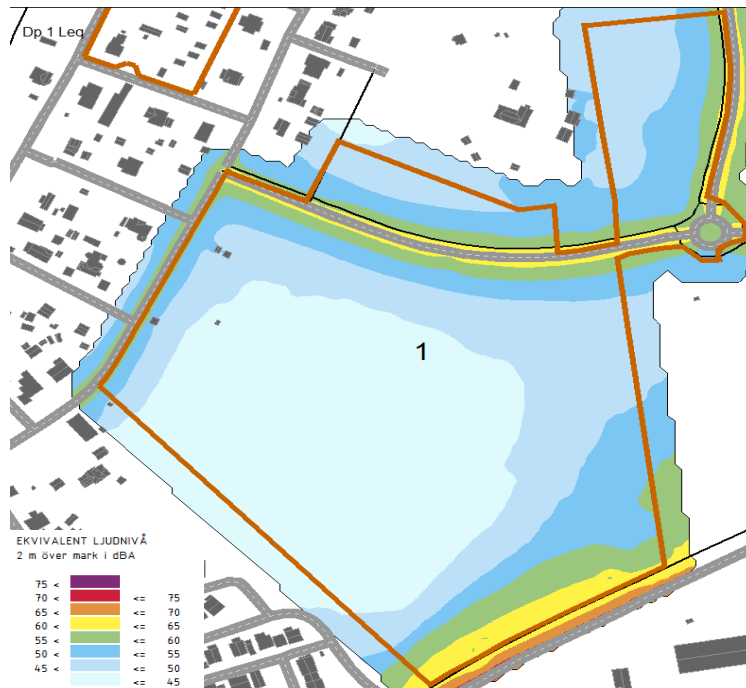 Dp 1 Leq
1
EKVIVALENT LJUDNIVÅ
2 m över mark i dBA
75 <
70 < <= 75
65 < <= 70
60 < <= 65
55 < <= 60
50 < <= 55
45 < <= 50
<= 45